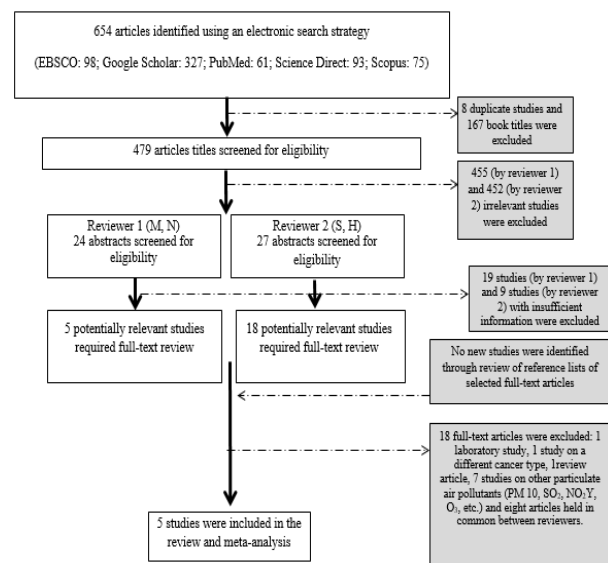 654 articles identified using an electronic search strategy
(EBSCO: 98; Google Scholar: 327; PubMed: 61; Science Direct: 93; Scopus: 75)
8 duplicate studies and
167 book titles were
excluded
479 articles titles screened for eligibility
455 (by reviewer 1)
and 452 (by reviewer
2) irrelevant studies
were excluded
Reviewer 1 (M, N)
24 abstracts screened for
eligibility
Reviewer 2 (S, H)
27 abstracts screened for
eligibility
19 studies (by reviewer 1)
and 9 studies (by reviewer
2) with insufficient
information were excluded
5 potentially relevant studies
required full-text review
18 potentially relevant studies
required full-text review
No new studies were identified
through review of reference lists of
selected full-text articles
18 full-text articles were excluded: 1
laboratory study, 1 study on a
different cancer type, 1review
article, 7 studies on other particulate
air pollutants (PM 10, SO₂, NO₂Y,
O₃, etc.) and eight articles held in
common between reviewers.
5 studies were included in the
review and meta-analysis